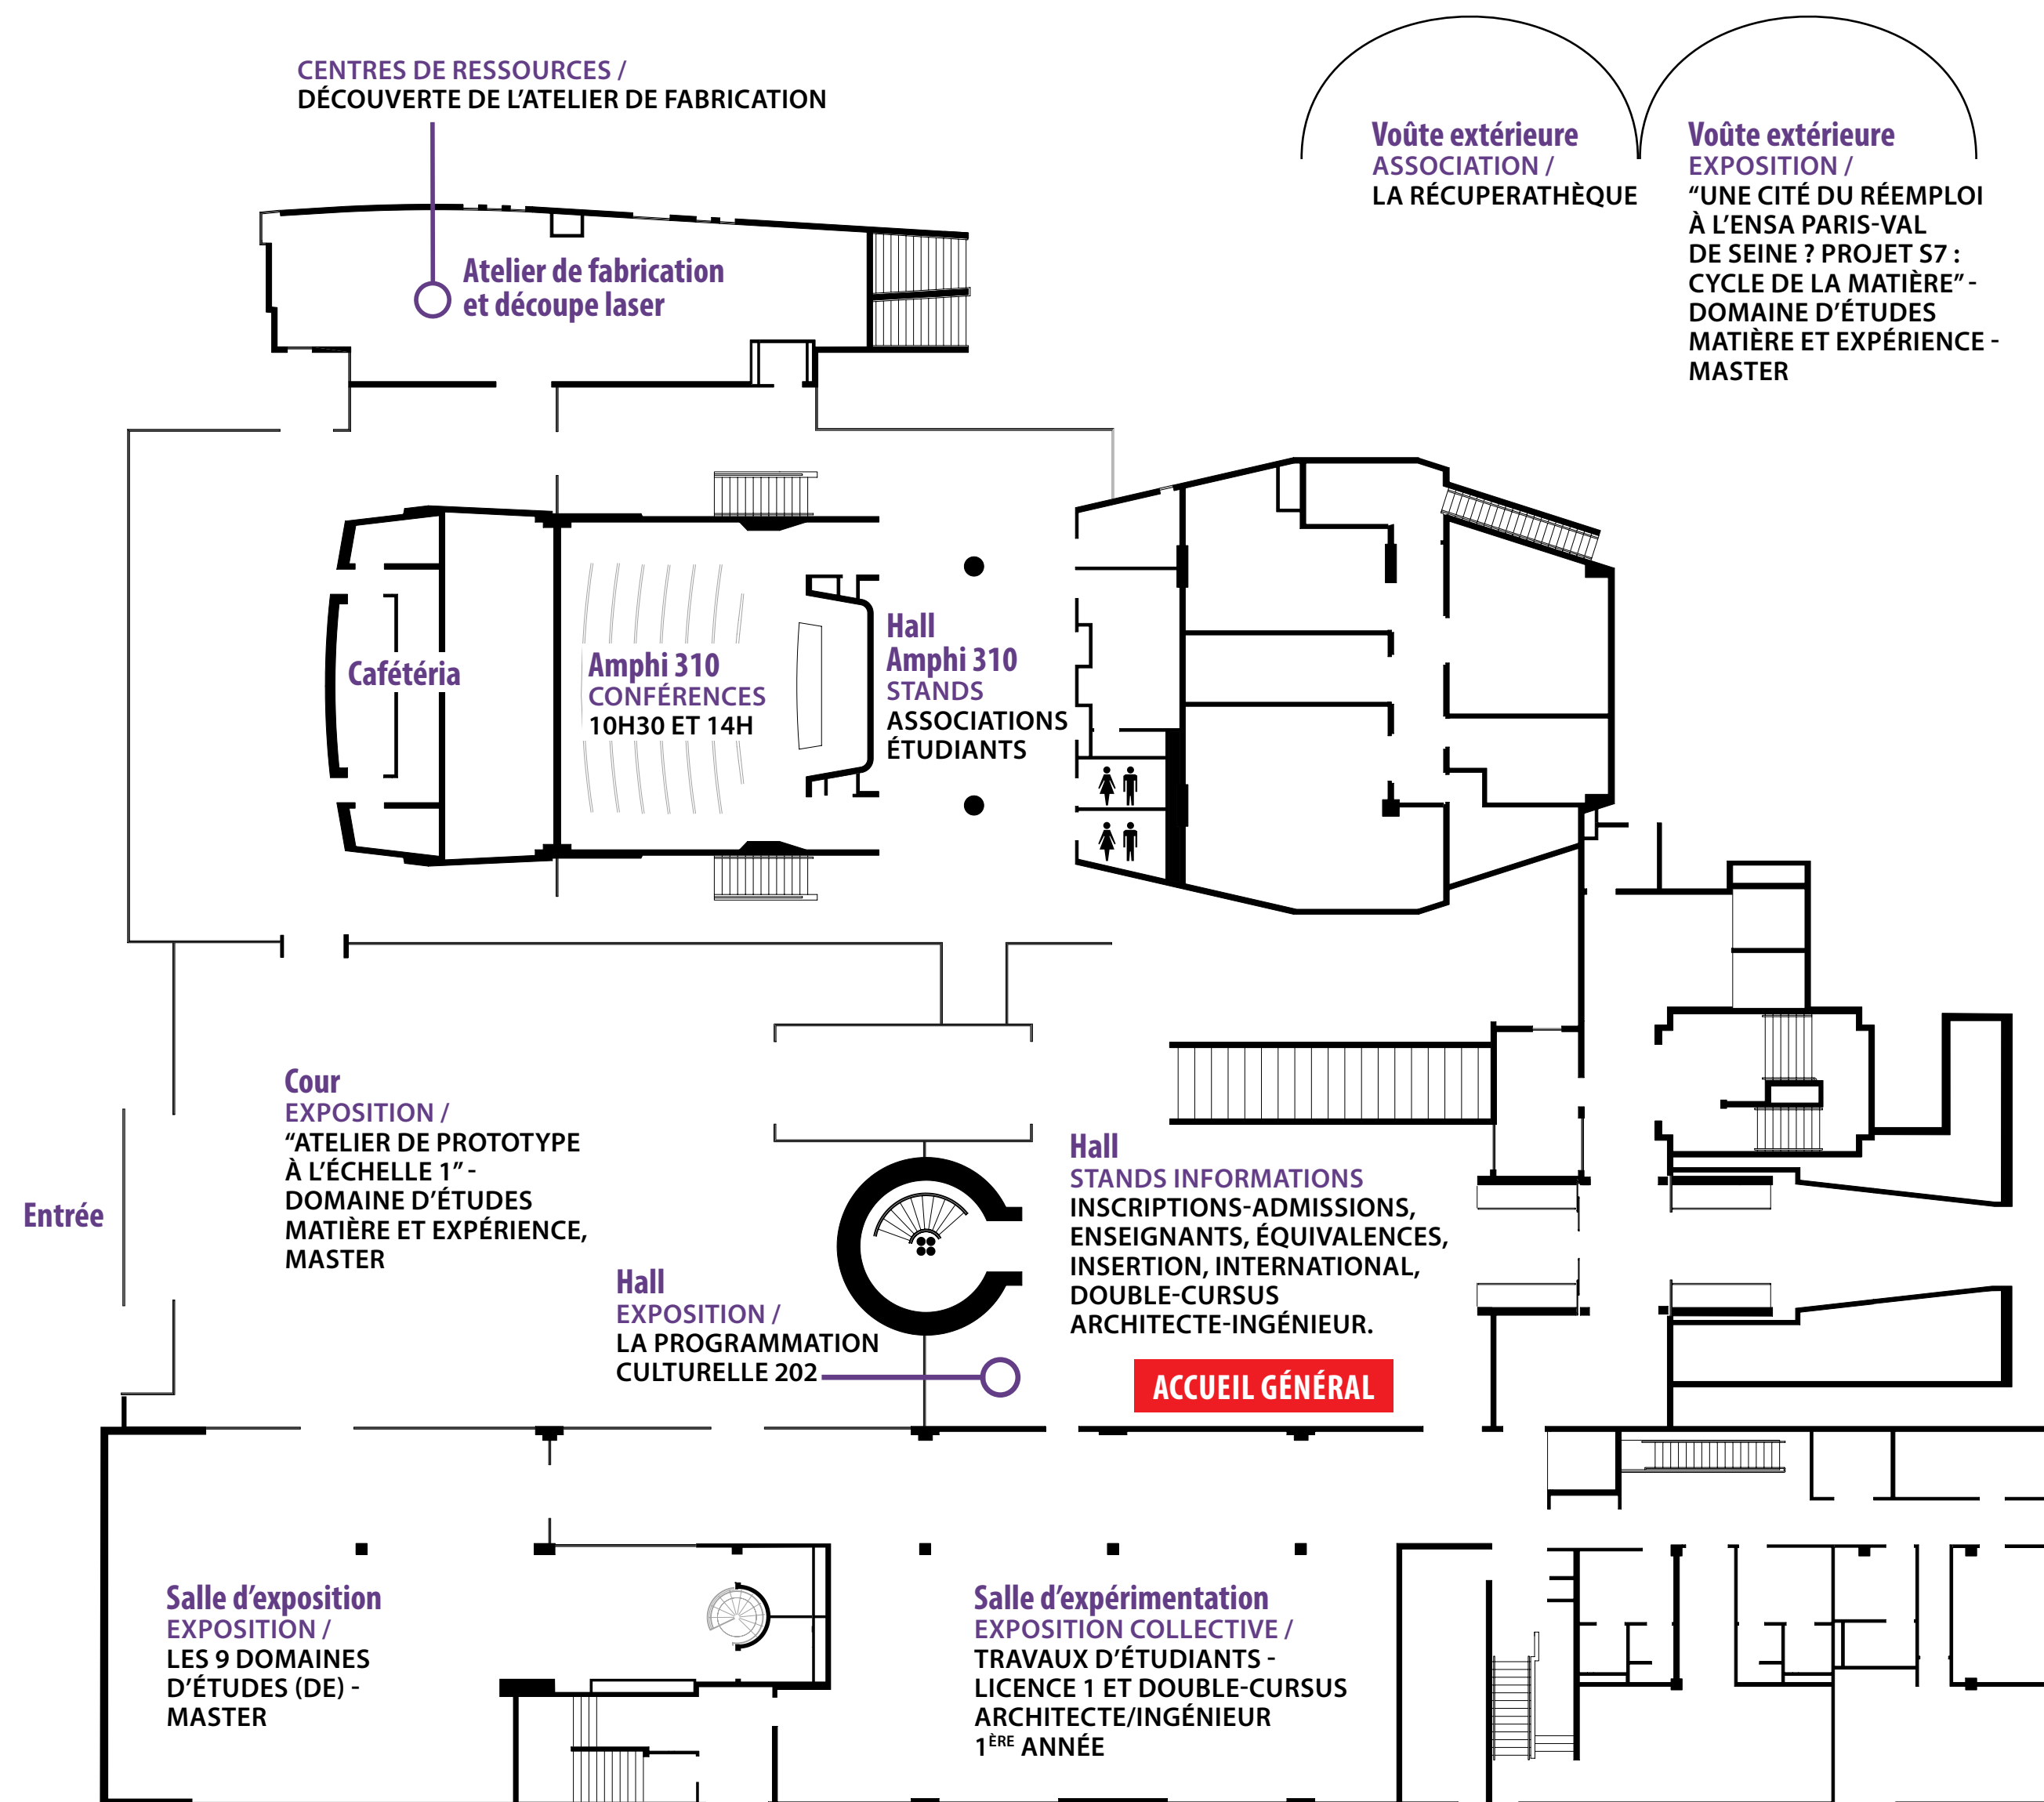 CENTRES DE RESSOURCES /
DÉCOUVERTE DE L’ATELIER DE FABRICATION
Voûte extérieure
ASSOCIATION /
LA RÉCUPERATHÈQUE
Voûte extérieure
EXPOSITION /
“UNE CITÉ DU RÉEMPLOI
À L’ENSA PARIS-VAL
DE SEINE ? PROJET S7 :
CYCLE DE LA MATIÈRE” -
DOMAINE D’ÉTUDES
MATIÈRE ET EXPÉRIENCE -
MASTER
Atelier de fabrication
et découpe laser
Cafétéria
Amphi 310
CONFÉRENCES
10H30 ET 14H
Hall
Amphi 310
STANDS
ASSOCIATIONS
ÉTUDIANTS
Entrée
Cour
EXPOSITION /
“ATELIER DE PROTOTYPE
À L’ÉCHELLE 1” -
DOMAINE D’ÉTUDES
MATIÈRE ET EXPÉRIENCE,
MASTER
Hall
EXPOSITION /
LA PROGRAMMATION
CULTURELLE 202
Hall
STANDS INFORMATIONS
INSCRIPTIONS-ADMISSIONS,
ENSEIGNANTS, ÉQUIVALENCES,
INSERTION, INTERNATIONAL,
DOUBLE-CURSUS
ARCHITECTE-INGÉNIEUR.
ACCUEIL GÉNÉRAL
Salle d’exposition
EXPOSITION /
LES 9 DOMAINES
D’ÉTUDES (DE) -
MASTER
Salle d’expérimentation
EXPOSITION COLLECTIVE /
TRAVAUX D’ÉTUDIANTS -
LICENCE 1 ET DOUBLE-CURSUS
ARCHITECTE/INGÉNIEUR
1ÈRE ANNÉE